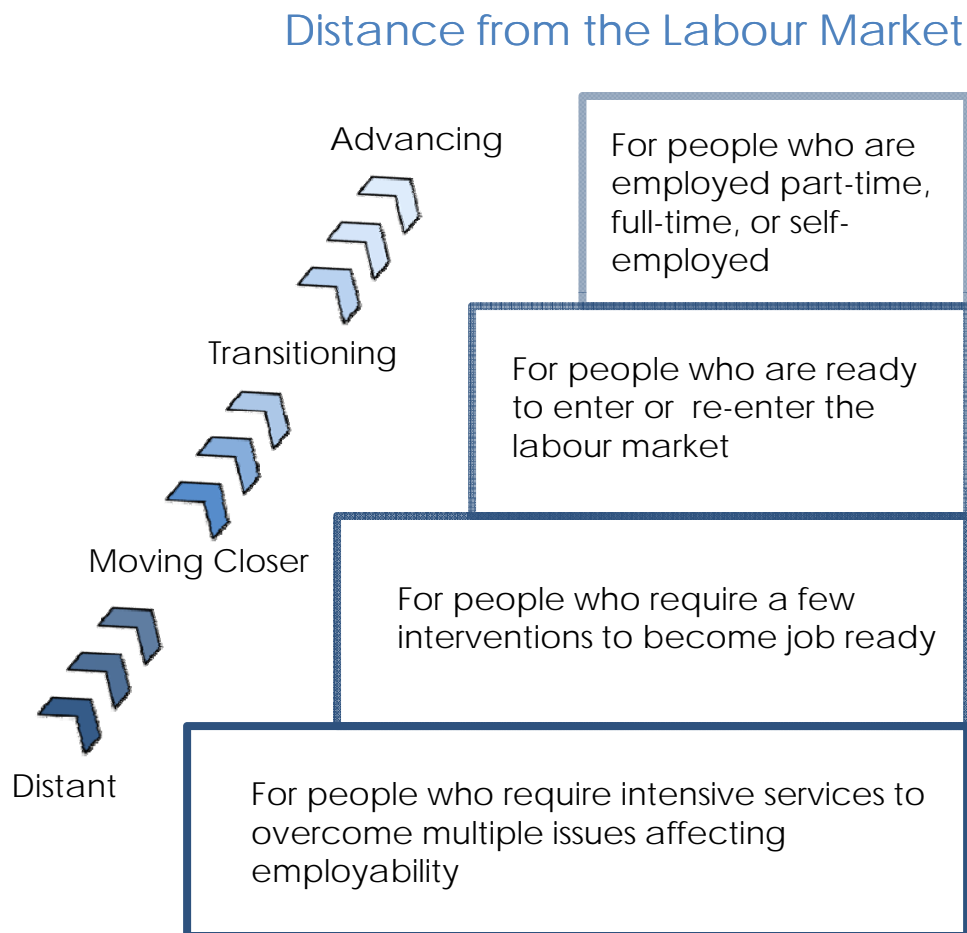 Distance from the Labour Market
Advancing
For people who are
employed part-time,
full-time, or self-
employed
Transitioning
For people who are ready
to enter or  re-enter the
labour market
Moving Closer
For people who require a few
interventions to become job ready
Distant
For people who require intensive services to
overcome multiple issues affecting
employability